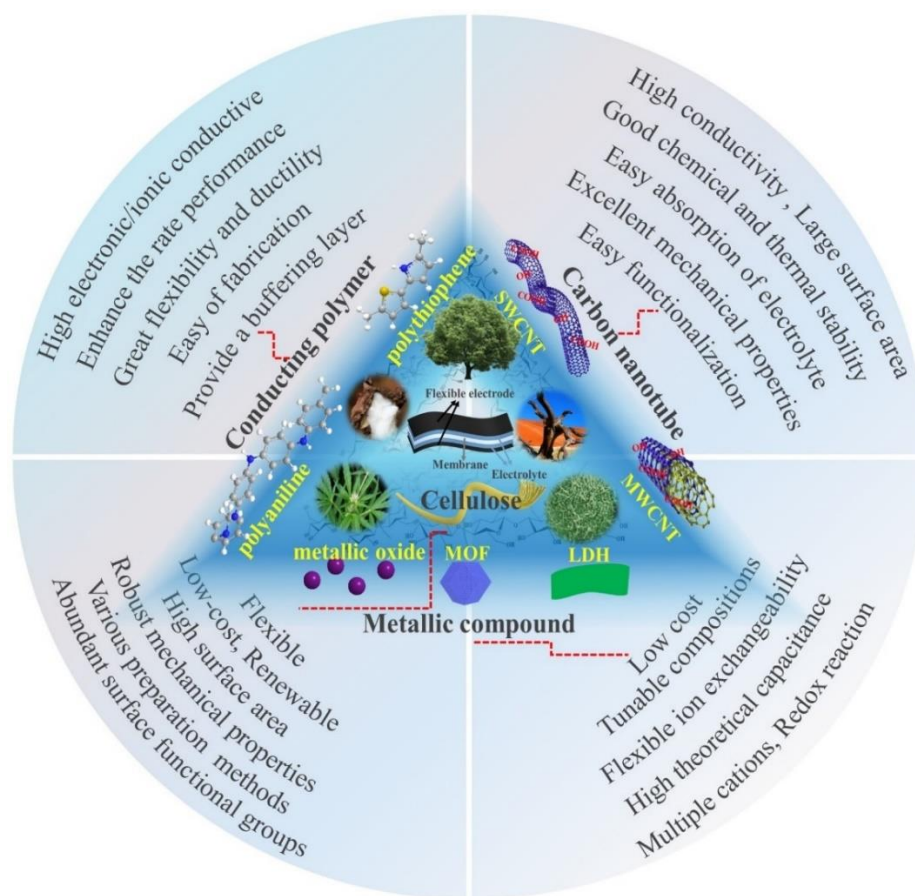 High electronic/ionic conductive
Enhance the rate performance
Great flexibility and ductility
Easy of fabrication
Provide a buffering layer
Conducting polymer
High conductivity , Large surface area
Good chemical and thermal stability
Easy absorption of electrolyte
Excellent mechanical properties
Easy functionalization
Carbon nanotube
polythiophene
SWCNT
COOH
Flexible electrode
Membrane
Electrolyte
Cellulose
polyaniline
MWCNT
metallic oxide
MOF
LDH
Metallic compound
Flexible
Low-cost, Renewable
High surface area
Robust mechanical properties
Various preparation methods
Abundant surface functional groups
Low cost
Tunable compositions
Flexible ion exchangeability
High theoretical capacitance
Multiple cations, Redox reaction